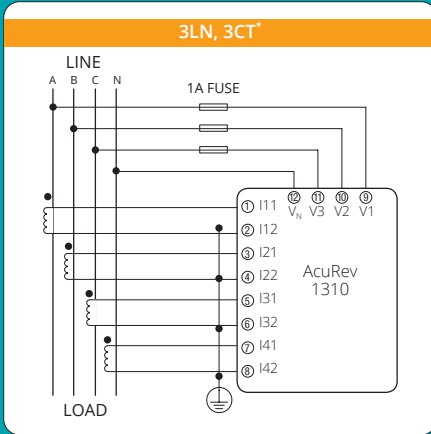 3LN, 3CT*
LINE
A B C N
1A FUSE
⑫ ⑪ ⑩ ⑨
VN V3 V2 V1
① I11
② I12
③ I21
④ I22
⑤ I31
⑥ I32
⑦ I41
⑧ I42
AcuRev
1310
LOAD